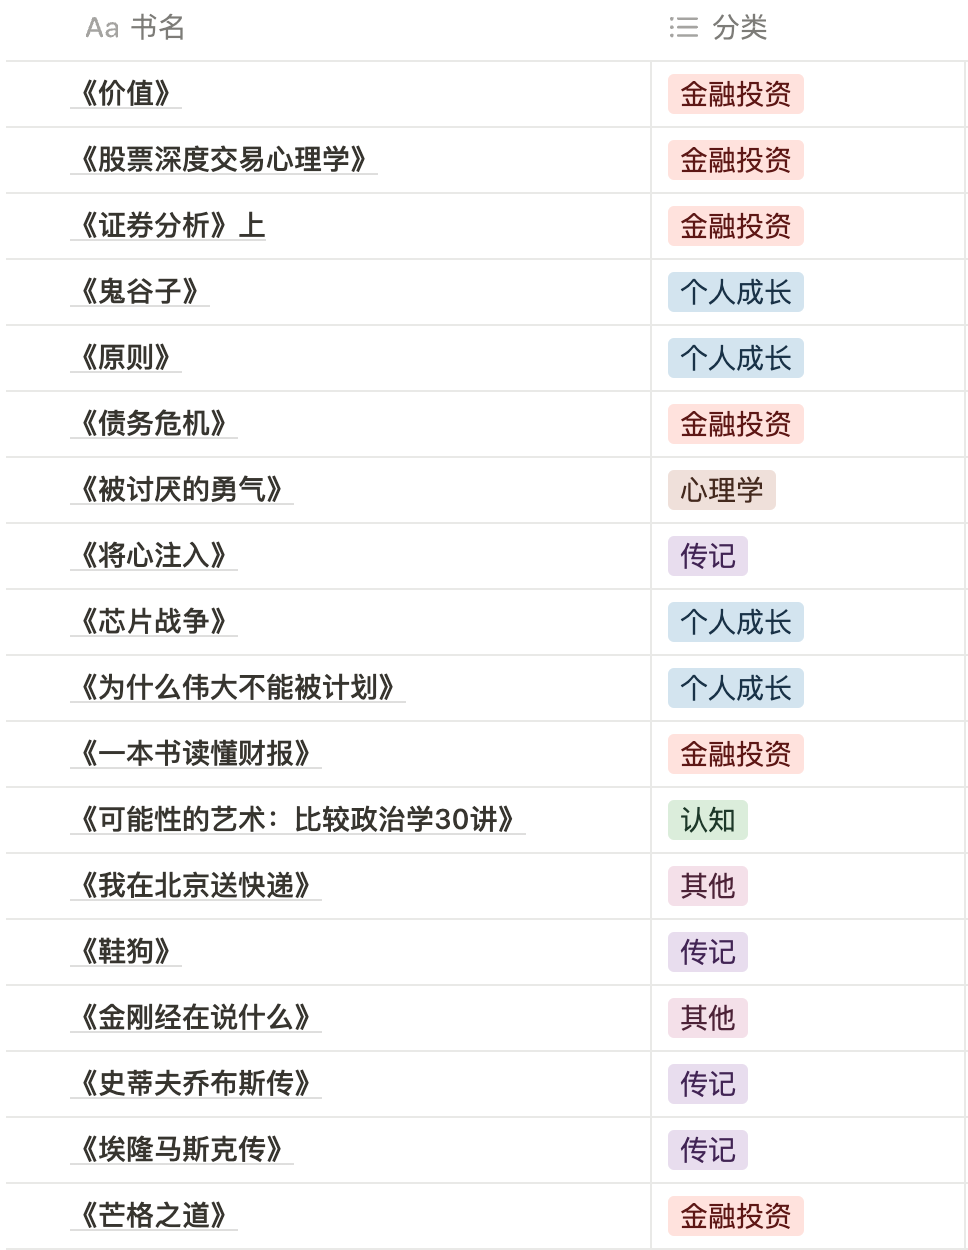 Aa 书名 分类
《价值》 金融投资
《股票深度交易心理学》 金融投资
《证券分析》上 金融投资
《鬼谷子》 个人成长
《原则》 个人成长
《债务危机》 金融投资
《被讨厌的勇气》 心理学
《将心注入》 传记
《芯片战争》 个人成长
《为什么伟大不能被计划》 个人成长
《一本书读懂财报》 金融投资
《可能性的艺术：比较政治学30讲》 认知
《我在北京送快递》 其他
《鞋狗》 传记
《金刚经在说什么》 其他
《史蒂夫乔布斯传》 传记
《埃隆马斯克传》 传记
《芒格之道》 金融投资